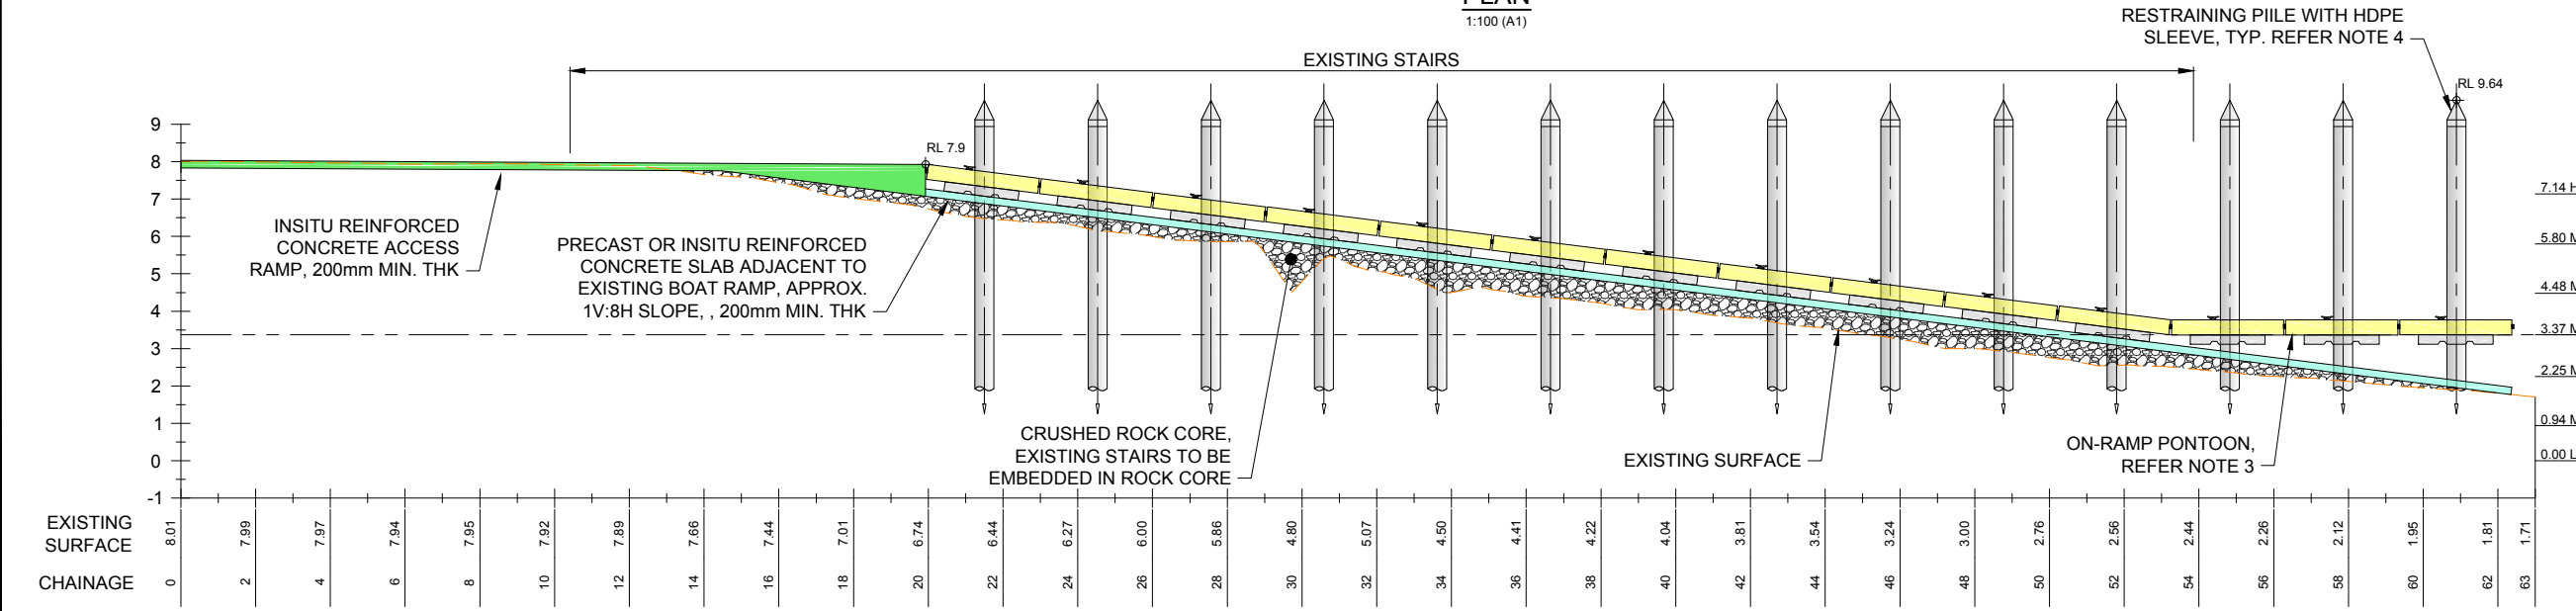 PLAN
1:100 (A1)
RESTRAINING PIILE WITH HDPE
SLEEVE, TYP. REFER NOTE 4
EXISTING STAIRS
RL 9.64
RL 7.9
9
8
7
6
5
4
3
2
1
0
-1
INSITU REINFORCED
CONCRETE ACCESS
RAMP, 200mm MIN. THK
PRECAST OR INSITU REINFORCED
CONCRETE SLAB ADJACENT TO
EXISTING BOAT RAMP, APPROX.
1V:8H SLOPE, , 200mm MIN. THK
CRUSHED ROCK CORE,
EXISTING STAIRS TO BE
EMBEDDED IN ROCK CORE
EXISTING SURFACE
ON-RAMP PONTOON,
REFER NOTE 3
7.14 H
5.80 M
4.48 M
3.37 M
2.25 M
0.94 M
0.00 L
EXISTING
SURFACE
8.01 7.99 7.97 7.94 7.95 7.92 7.89 7.66 7.44 7.01 6.74 6.44 6.27 6.00 5.86 4.80 5.07 4.50 4.41 4.22 4.04 3.81 3.54 3.24 3.00 2.76 2.56 2.44 2.26 2.12 1.95 1.81 1.71
CHAINAGE 0 2 4 6 8 10 12 14 16 18 20 22 24 26 28 30 32 34 36 38 40 42 44 46 48 50 52 54 56 58 60 62 63